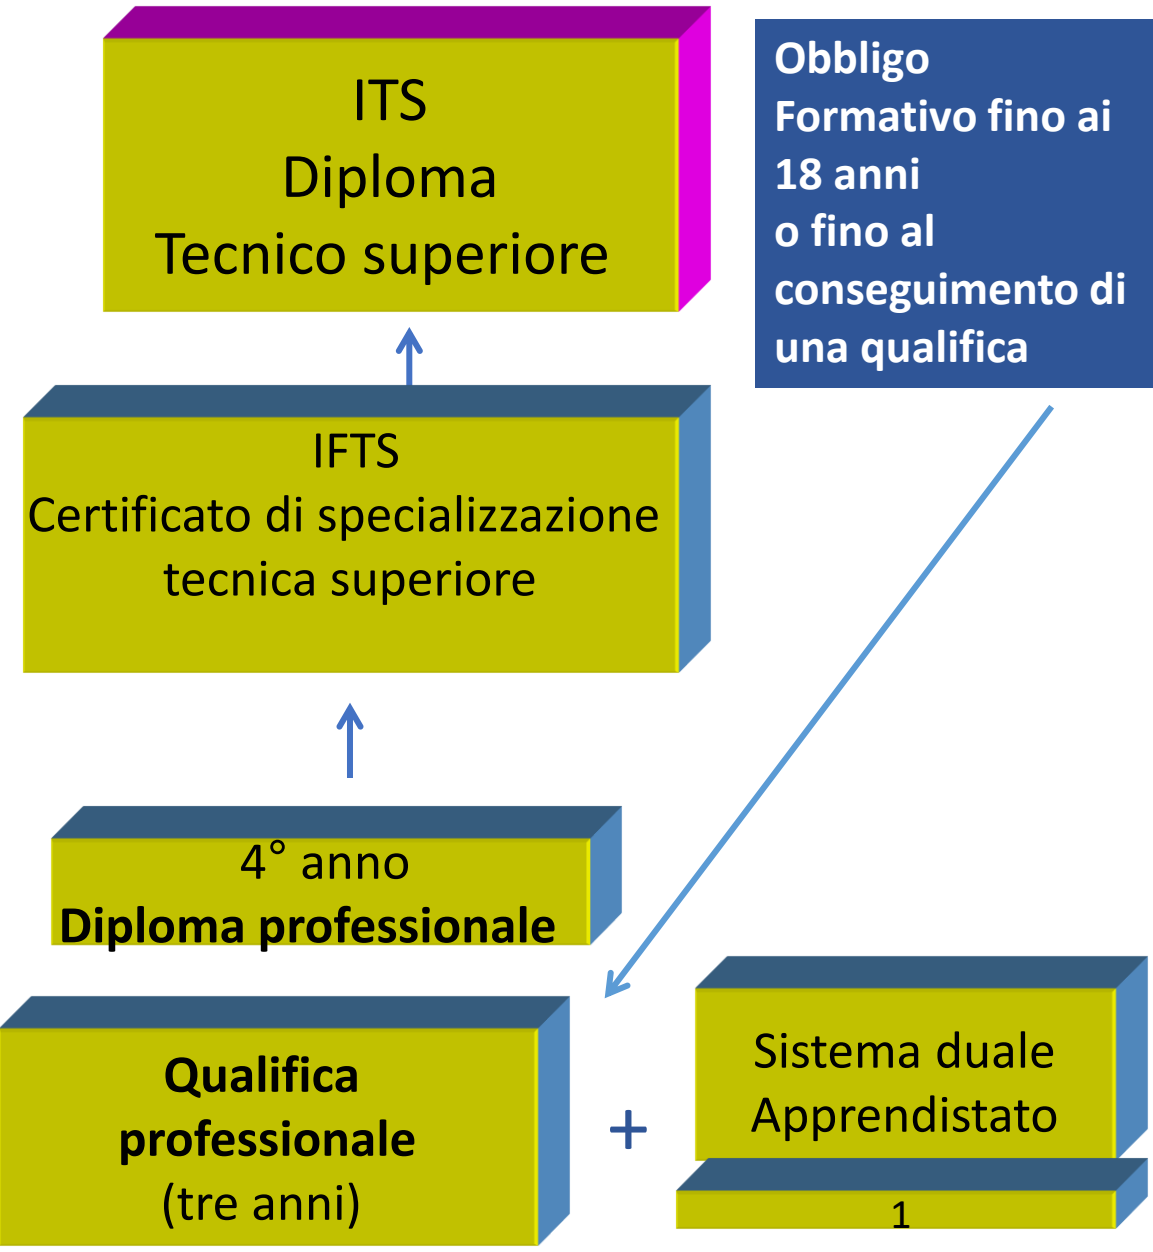 ITS
Diploma
Tecnico superiore
Obbligo
Formativo fino ai
18 anni
o fino al
conseguimento di
una qualifica
IFTS
Certificato di specializzazione
tecnica superiore
4° anno
Diploma professionale
Qualifica
professionale
(tre anni)
+
Sistema duale
Apprendistato
1